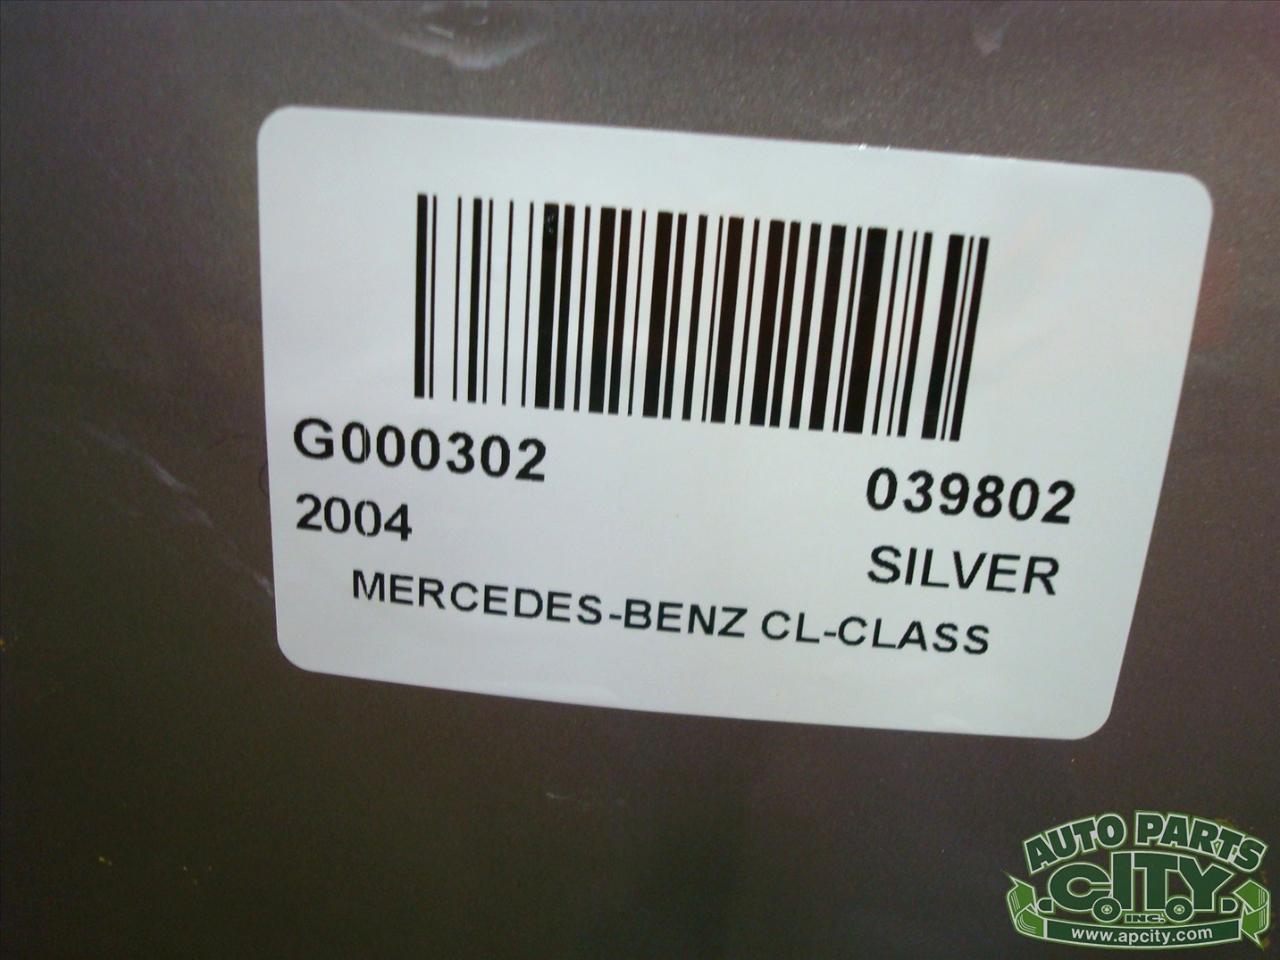 G000302 039802
2004 SILVER
MERCEDES-BENZ CL-CLASS
AUTO PARTS
C.I.T.Y.
INC.
www.apcity.com